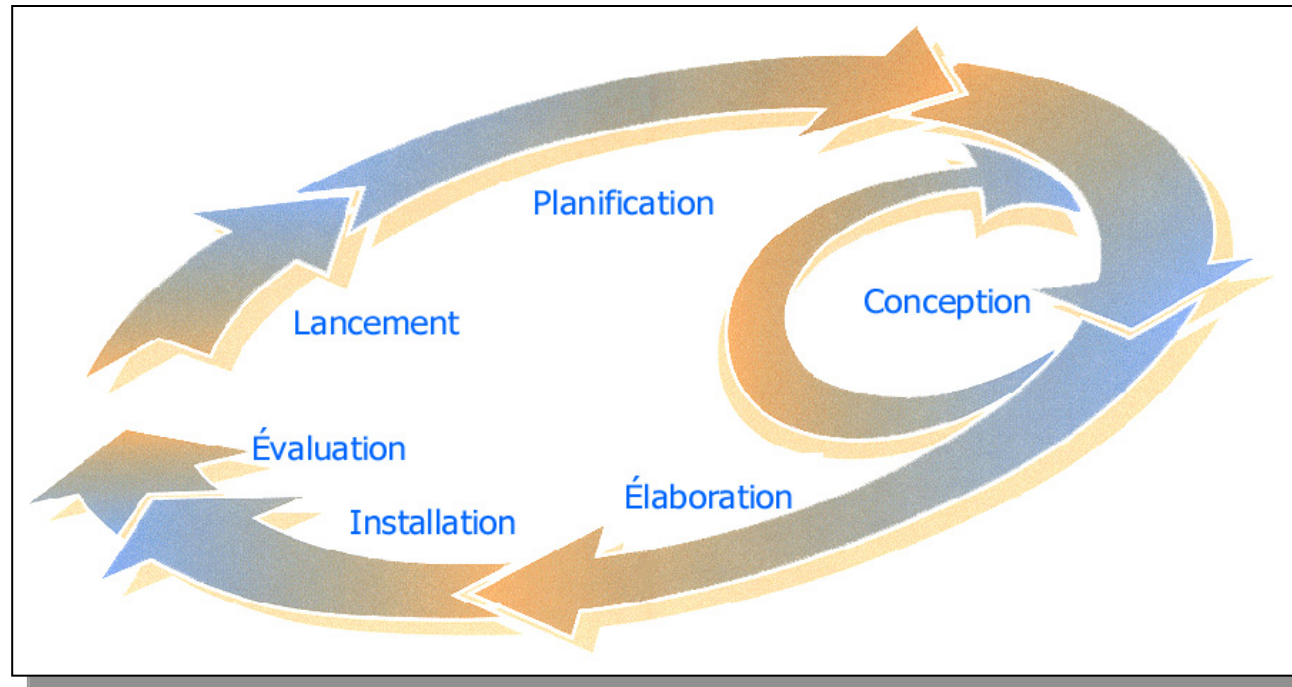 Planification
Conception
Lancement
Évaluation
Élaboration
Installation